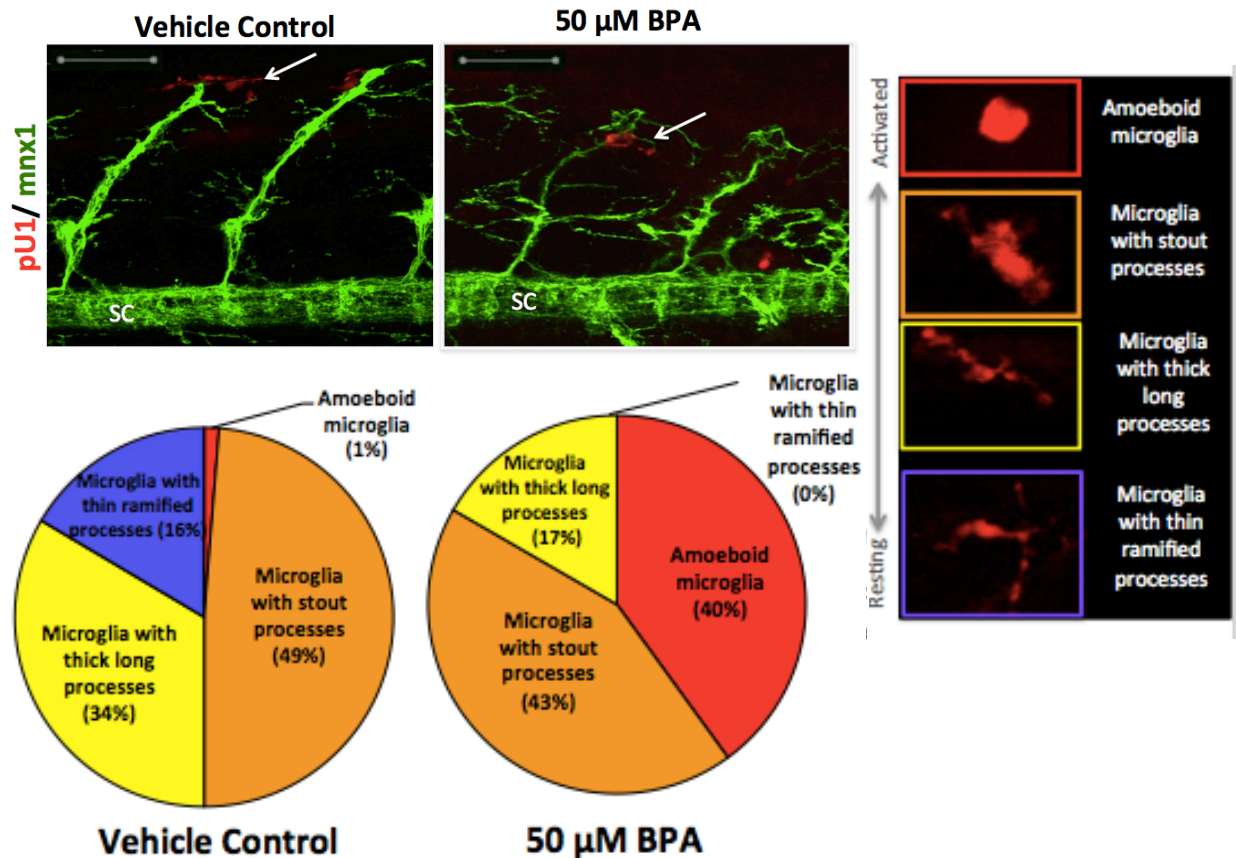 Vehicle Control
50 µM BPA
pU1/ mnx1
SC
SC
Activated
Resting
Amoeboid
microglia
Microglia
with stout
processes
Microglia
with thick
long
processes
Microglia
with thin
ramified
processes
Amoeboid
microglia
(1%)
Microglia with
thin ramified
processes (16%)
Microglia
with stout
processes
(49%)
Microglia with
thick long
processes
(34%)
Vehicle Control
Microglia
with thin
ramified
processes
(0%)
Microglia
with thick long
processes
(17%)
Amoeboid
microglia
(40%)
Microglia
with stout
processes
(43%)
50 µM BPA